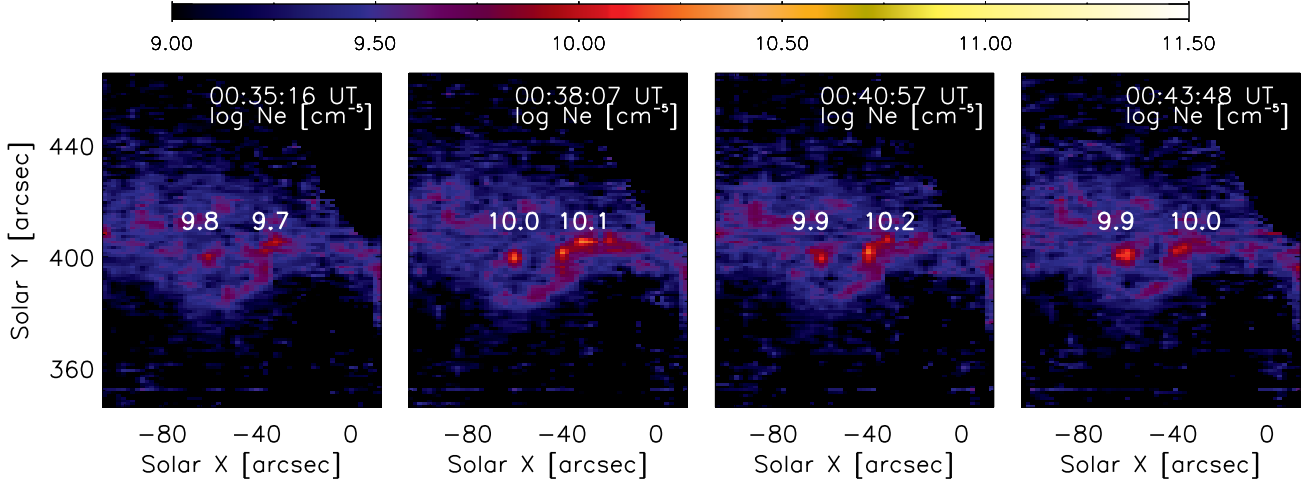 9.00 9.50 10.00 10.50 11.00 11.50
00:35:16 UT
log Ne [cm⁻⁵]
9.8 9.7
00:38:07 UT
log Ne [cm⁻⁵]
10.0 10.1
00:40:57 UT
log Ne [cm⁻⁵]
9.9 10.2
00:43:48 UT
log Ne [cm⁻⁵]
9.9 10.0
440
400
360
Solar Y [arcsec]
−80 −40 0
Solar X [arcsec]
−80 −40 0
Solar X [arcsec]
−80 −40 0
Solar X [arcsec]
−80 −40 0
Solar X [arcsec]